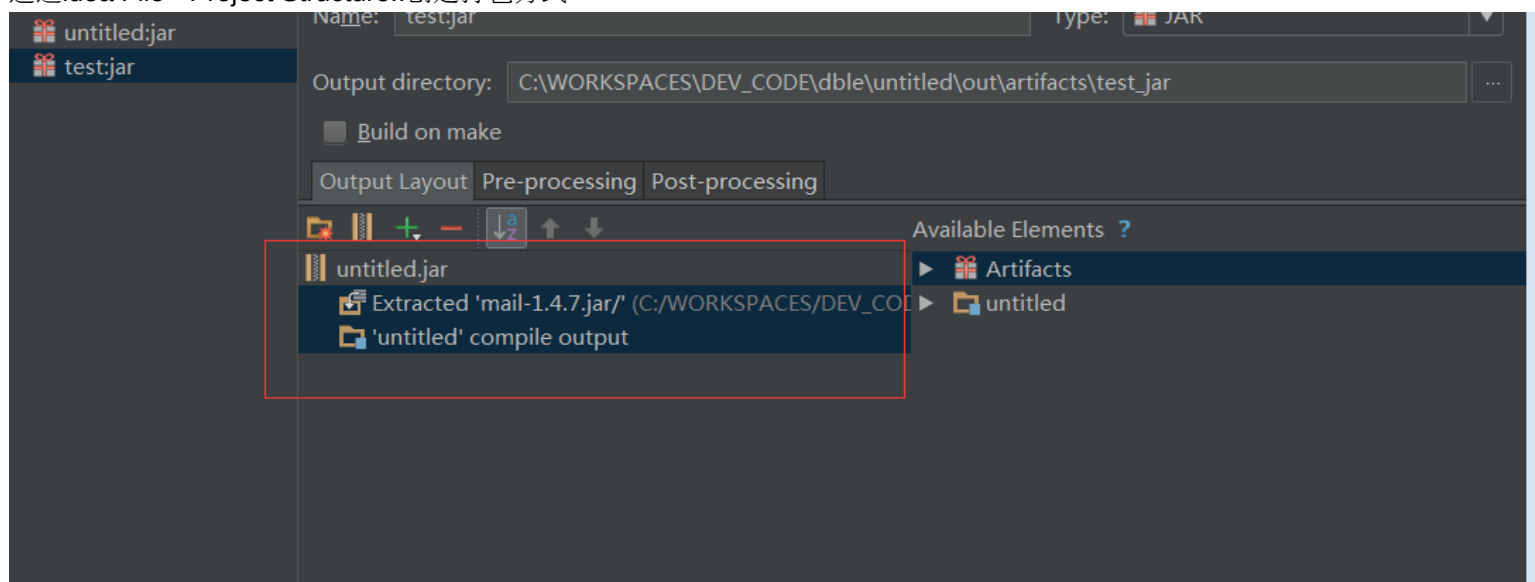 Name: test:jar Type: JAR
untitled:jar
test:jar
Output directory: C:\WORKSPACES\DEV_CODE\dble\untitled\out\artifacts\test_jar ...
Build on make
Output Layout Pre-processing Post-processing
Available Elements ?
untitled.jar
Artifacts
Extracted 'mail-1.4.7.jar/' (C:/WORKSPACES/DEV_COD
untitled
'untitled' compile output